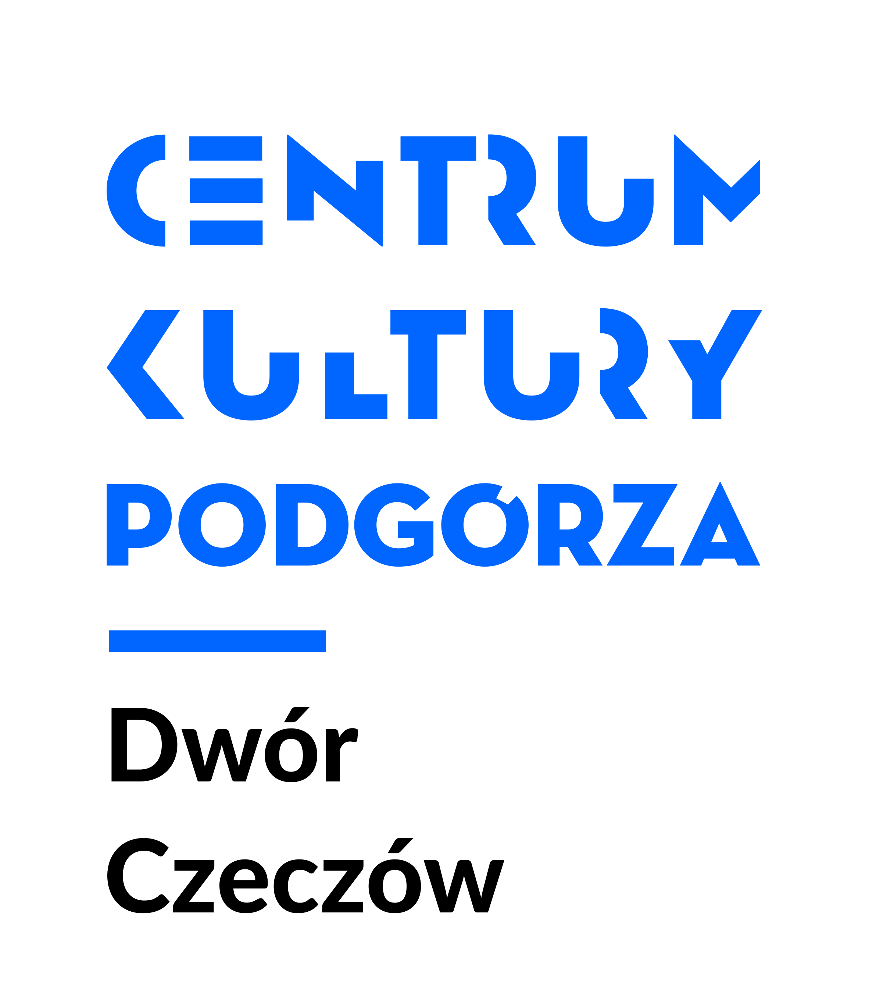 CENTRUM
KULTURY
PODGÓRZA
Dwór
Czeczów